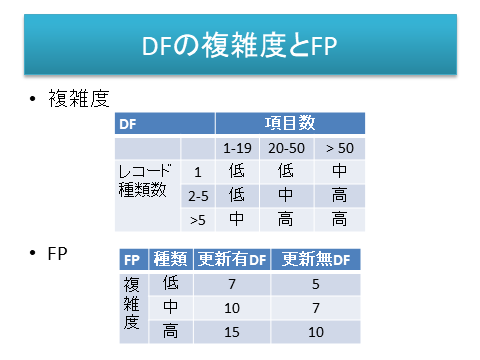 DFの複雑度とFP
• 複雑度
DF 項目数
1-19 20-50 > 50
レコード種類数 1 低 低 中
2-5 低 中 高
>5 中 高 高
• FP
FP 種類 更新有DF 更新無DF
複雑度 低 7 5
中 10 7
高 15 10